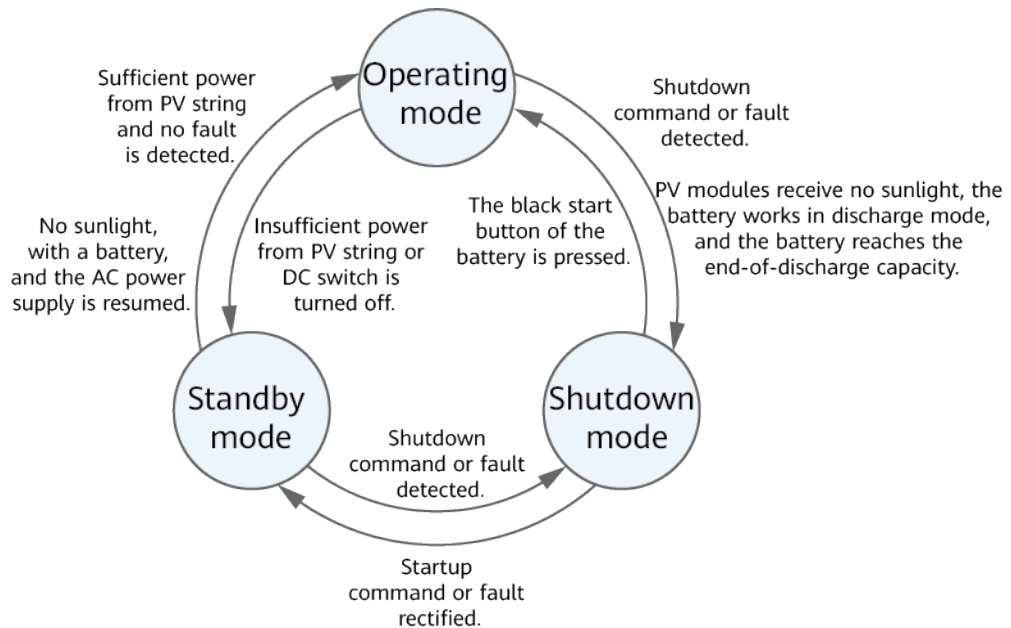 Operating
mode
Sufficient power
from PV string
and no fault
is detected.
Shutdown
command or fault
detected.
No sunlight,
with a battery,
and the AC power
supply is resumed.
Insufficient power
from PV string or
DC switch is
turned off.
The black start
button of the
battery is pressed.
PV modules receive no sunlight, the
battery works in discharge mode,
and the battery reaches the
end-of-discharge capacity.
Standby
mode
Shutdown
mode
Shutdown
command or fault
detected.
Startup
command or fault
rectified.